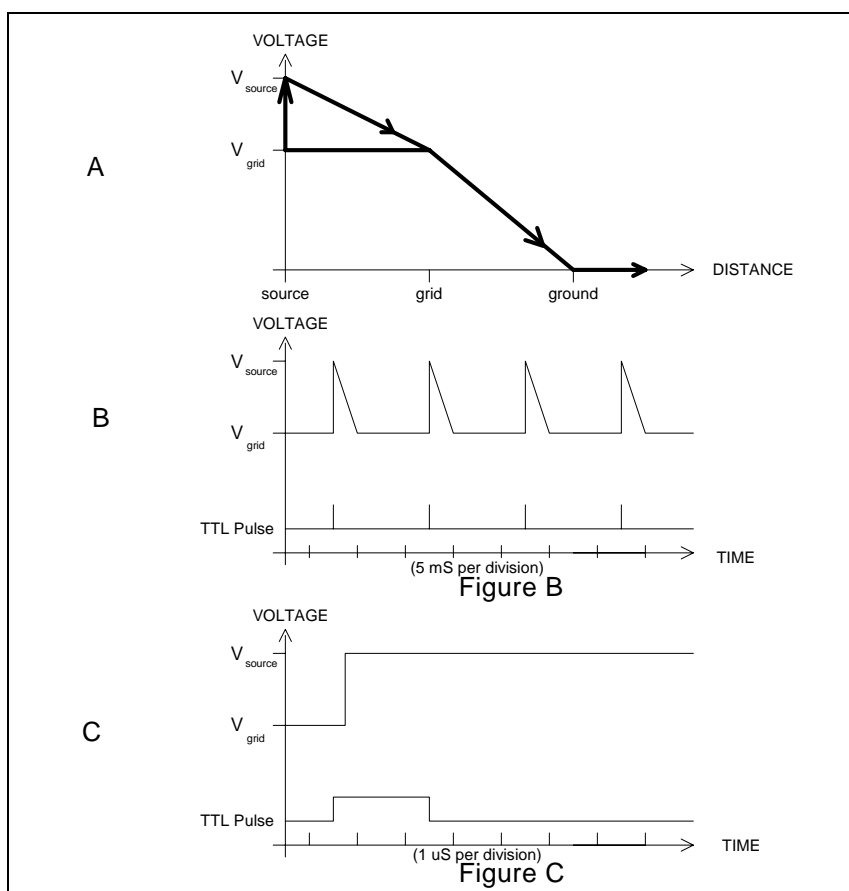 VOLTAGE
V source
A
V grid
DISTANCE
source grid ground
VOLTAGE
V source
B
V grid
TTL Pulse
TIME
(5 mS per division)
Figure B
VOLTAGE
V source
C
V grid
TTL Pulse
TIME
(1 uS per division)
Figure C